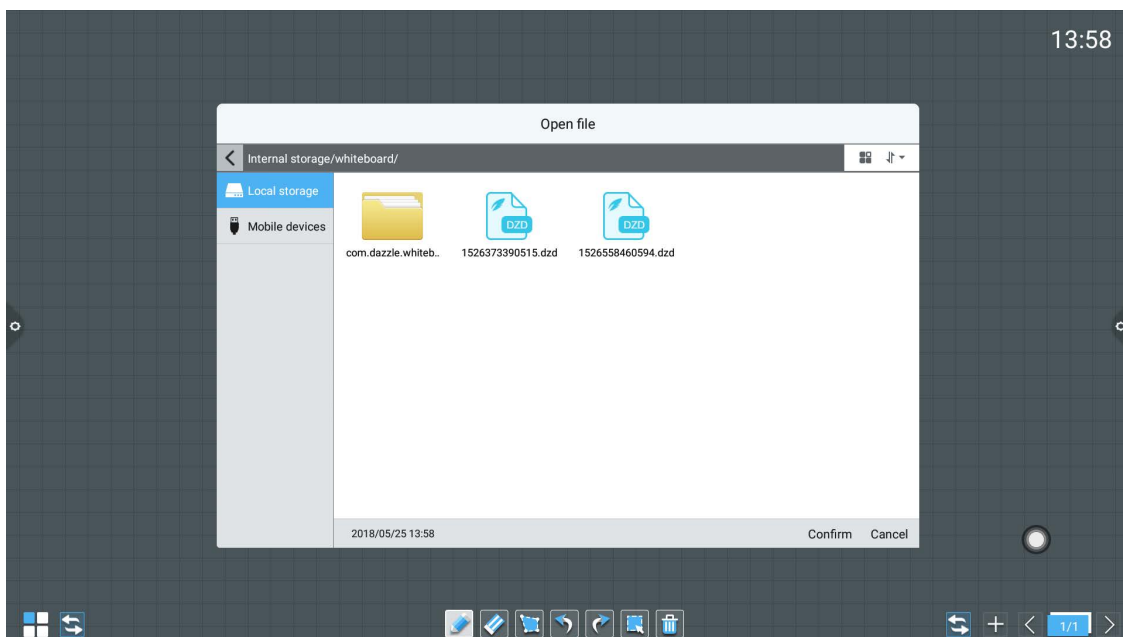 13:58
Open file
Internal storage/whiteboard/
Local storage
Mobile devices
DZD
DZD
com.dazzle.whiteb..
1526373390515.dzd
1526558460594.dzd
2018/05/25 13:58
Confirm
Cancel
1/1